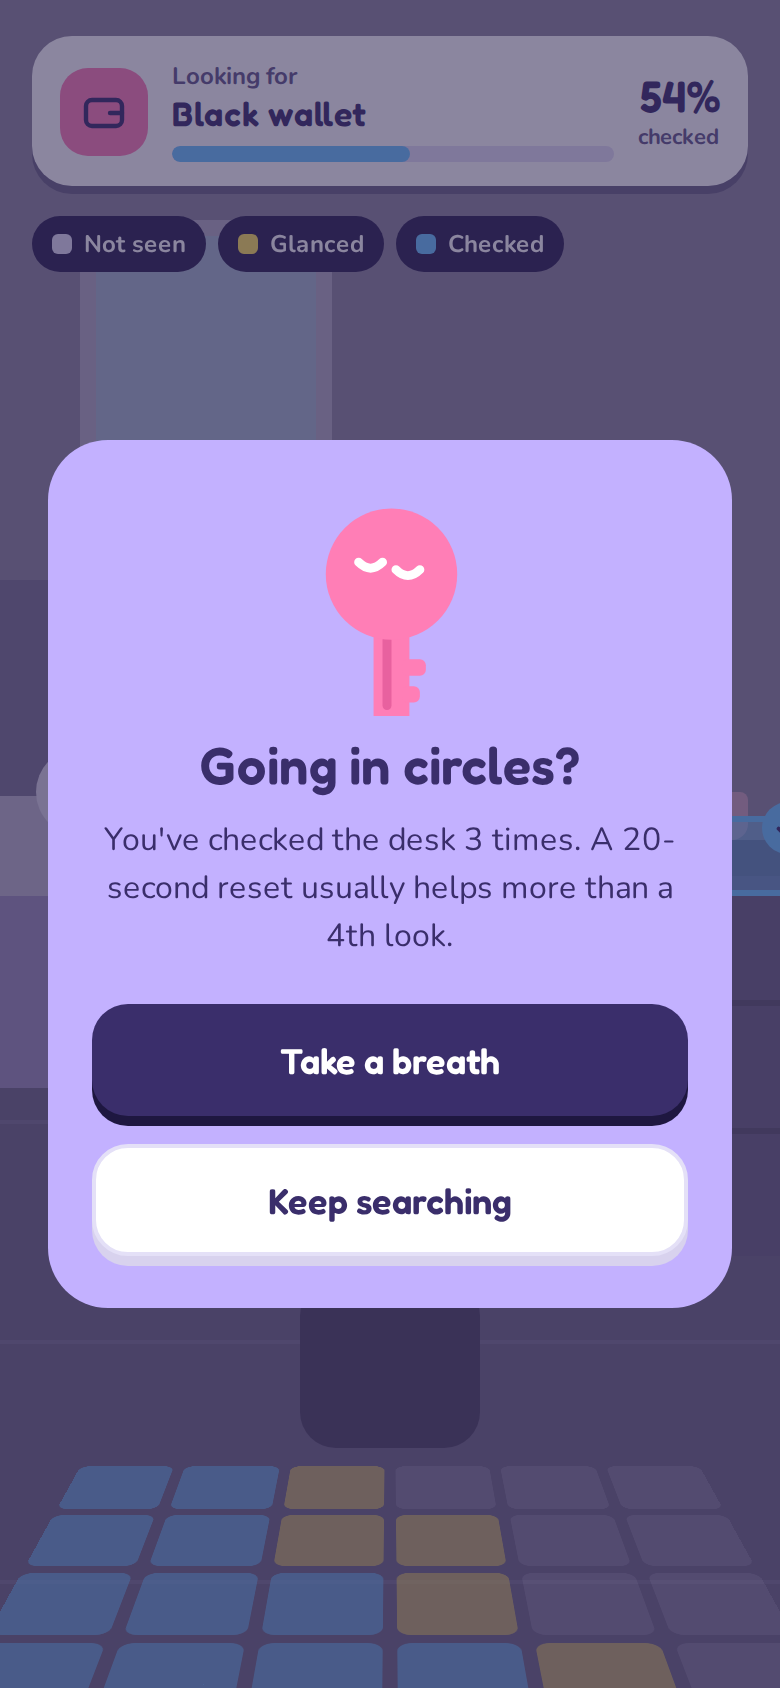 Looking for
Black wallet
54%
checked
Not seen
Glanced
Checked
Going in circles?
You've checked the desk 3 times. A 20-
second reset usually helps more than a
4th look.
Take a breath
Keep searching